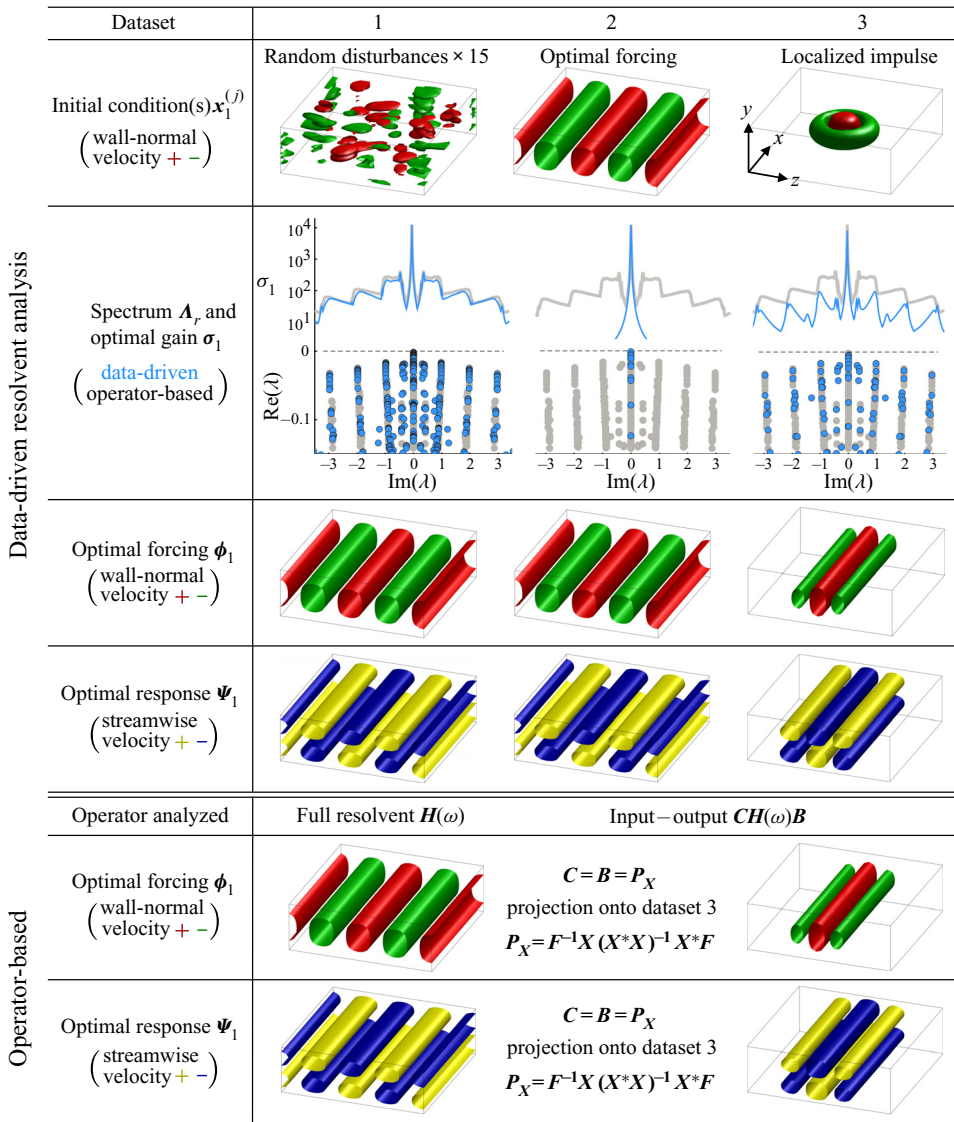 Dataset 1 2 3
Data-driven resolvent analysis
Initial condition(s) x₁⁽ʲ⁾
(wall-normal
velocity + −)
Random disturbances × 15
Optimal forcing
Localized impulse
y
x
z
Spectrum Λᵣ and
optimal gain σ₁
(data-driven
operator-based)
σ₁
10⁴
10³
10²
10¹
0
−0.1
Re(λ)
−3 −2 −1 0 1 2 3
Im(λ)
−3 −2 −1 0 1 2 3
Im(λ)
−3 −2 −1 0 1 2 3
Im(λ)
Optimal forcing ϕ₁
(wall-normal
velocity + −)
Optimal response Ψ₁
(streamwise
velocity + −)
Operator analyzed
Full resolvent H(ω)
Input−output CH(ω)B
Operator-based
Optimal forcing ϕ₁
(wall-normal
velocity + −)
C = B = P_X
projection onto dataset 3
P_X = F⁻¹X (X*X)⁻¹ X*F
Optimal response Ψ₁
(streamwise
velocity + −)
C = B = P_X
projection onto dataset 3
P_X = F⁻¹X (X*X)⁻¹ X*F